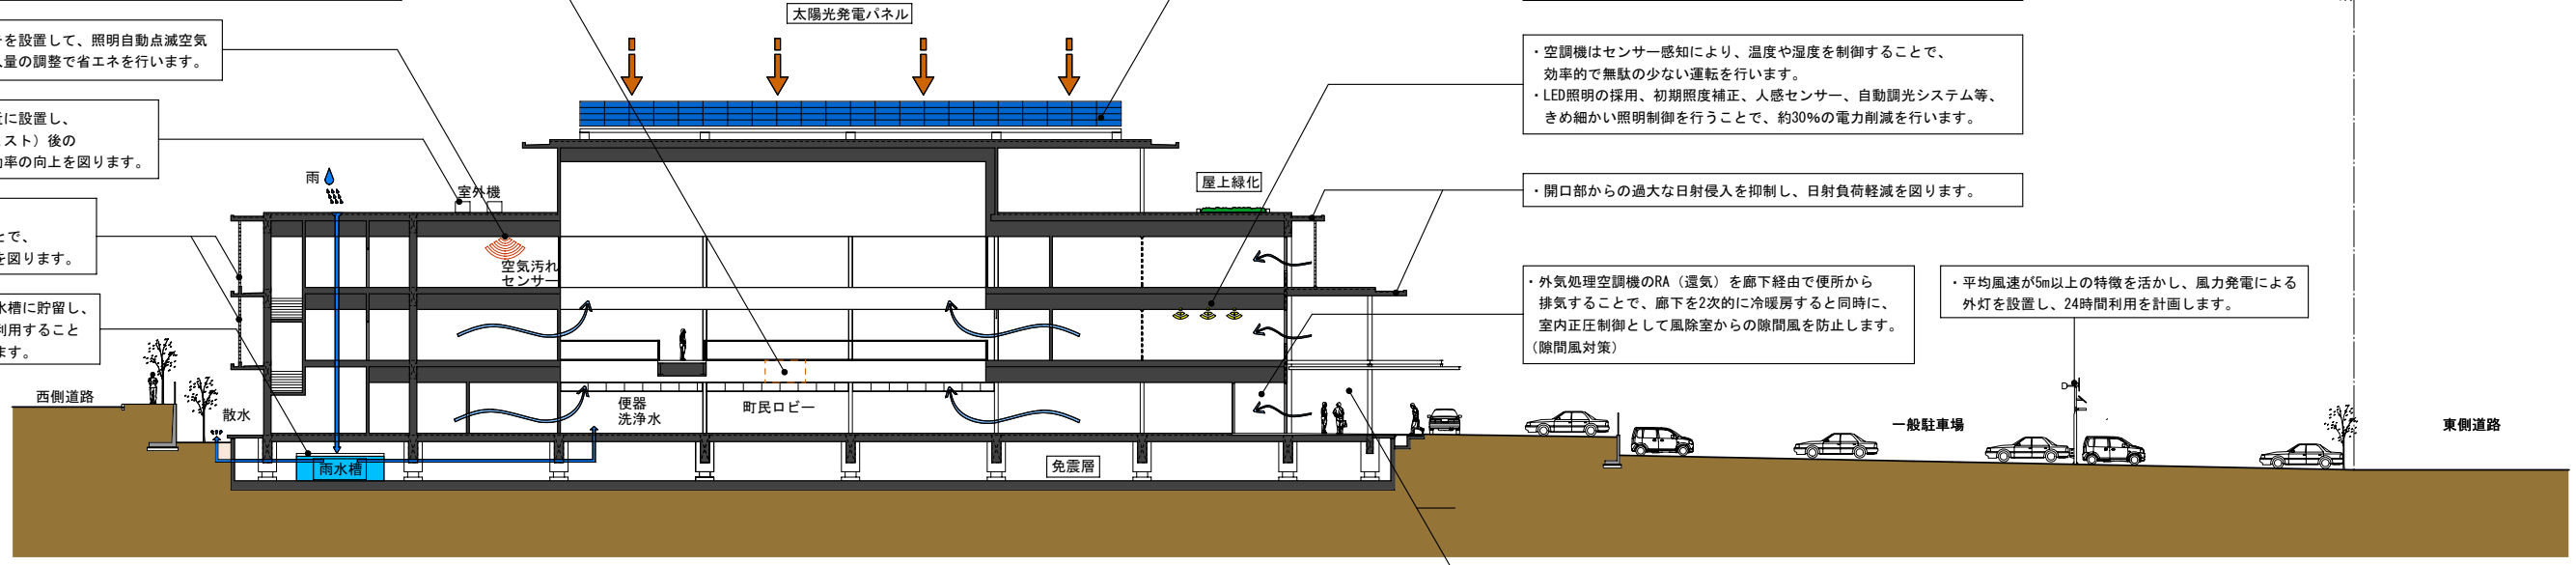 太陽光発電パネル
を設置して、照明自動点滅空気
量の調整で省エネを行います。
に設置し、
スト）後の
率の向上を図ります。
とで、
を図ります。
水槽に貯留し、
利用すること
ます。
雨
室外機
空気汚れ
センサー
屋上緑化
・空調機はセンサー感知により、温度や湿度を制御することで、
効率的で無駄の少ない運転を行います。
・LED照明の採用、初期照度補正、人感センサー、自動調光システム等、
きめ細かい照明制御を行うことで、約30%の電力削減を行います。
・開口部からの過大な日射侵入を抑制し、日射負荷軽減を図ります。
・外気処理空調機のRA（還気）を廊下経由で便所から
排気することで、廊下を2次的に冷暖房すると同時に、
室内正圧制御として風除室からの隙間風を防止します。
（隙間風対策）
・平均風速が5m以上の特徴を活かし、風力発電による
外灯を設置し、24時間利用を計画します。
西側道路
散水
便器
洗浄水
町民ロビー
雨水槽
免震層
一般駐車場
東側道路